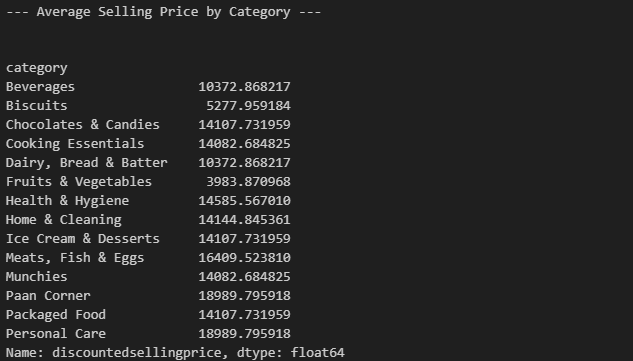 --- Average Selling Price by Category ---
category
Beverages 10372.868217
Biscuits 5277.959184
Chocolates & Candies 14107.731959
Cooking Essentials 14082.684825
Dairy, Bread & Batter 10372.868217
Fruits & Vegetables 3983.870968
Health & Hygiene 14585.567010
Home & Cleaning 14144.845361
Ice Cream & Desserts 14107.731959
Meats, Fish & Eggs 16409.523810
Munchies 14082.684825
Paan Corner 18989.795918
Packaged Food 14107.731959
Personal Care 18989.795918
Name: discountedsellingprice, dtype: float64